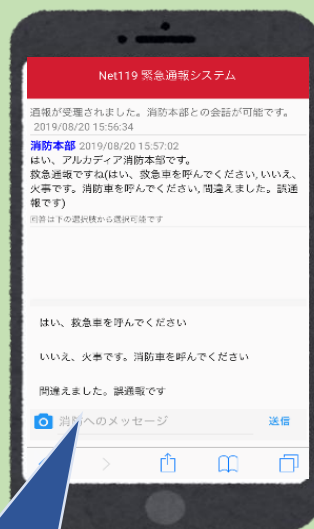 Net119 緊急通報システム
通報が受理されました。消防本部との会話が可能です。
2019/08/20 15:56:34
消防本部 2019/08/20 15:57:02
はい、アルカディア消防本部です。
救急通報ですね(はい、救急車を呼んでください, いいえ、
火事です。消防車を呼んでください, 間違えました。誤通
報です)
回答は下の選択肢から選択可能です
はい、救急車を呼んでください
いいえ、火事です。消防車を呼んでください
間違えました。誤通報です
消防へのメッセージ
送信